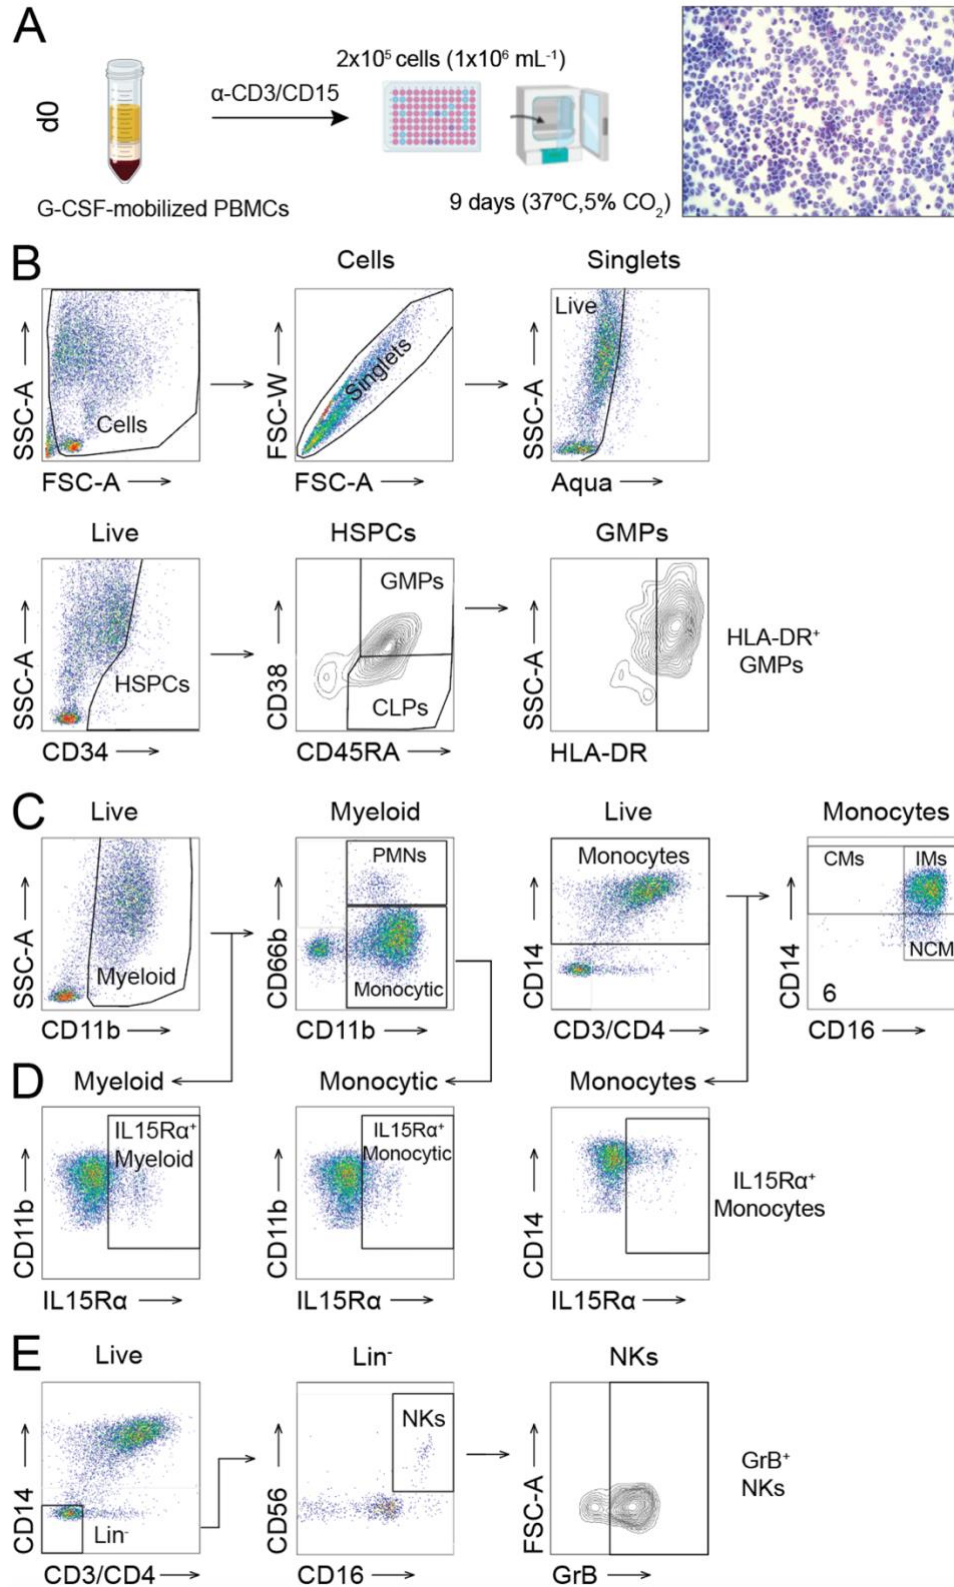 A
d0
G-CSF-mobilized PBMCs
α-CD3/CD15
2x10⁵ cells (1x10⁶ mL⁻¹)
9 days (37ºC,5% CO₂)
B
Cells
Singlets
SSC-A
Cells
FSC-A
FSC-W
Singlets
FSC-A
SSC-A
Live
Aqua
Live
HSPCs
GMPs
SSC-A
HSPCs
CD34
CD38
GMPs
CLPs
CD45RA
SSC-A
HLA-DR
HLA-DR⁺
GMPs
C
Live
Myeloid
Live
Monocytes
SSC-A
Myeloid
CD11b
CD66b
PMNs
Monocytic
CD11b
CD14
Monocytes
CD3/CD4
CD14
CMs
IMs
NCM
6
CD16
D
Myeloid
Monocytic
Monocytes
CD11b
IL15Rα⁺
Myeloid
IL15Rα
CD11b
IL15Rα⁺
Monocytic
IL15Rα
CD14
IL15Rα
IL15Rα⁺
Monocytes
E
Live
Lin⁻
NKs
CD14
Lin⁻
CD3/CD4
CD56
NKs
CD16
FSC-A
GrB
GrB⁺
NKs